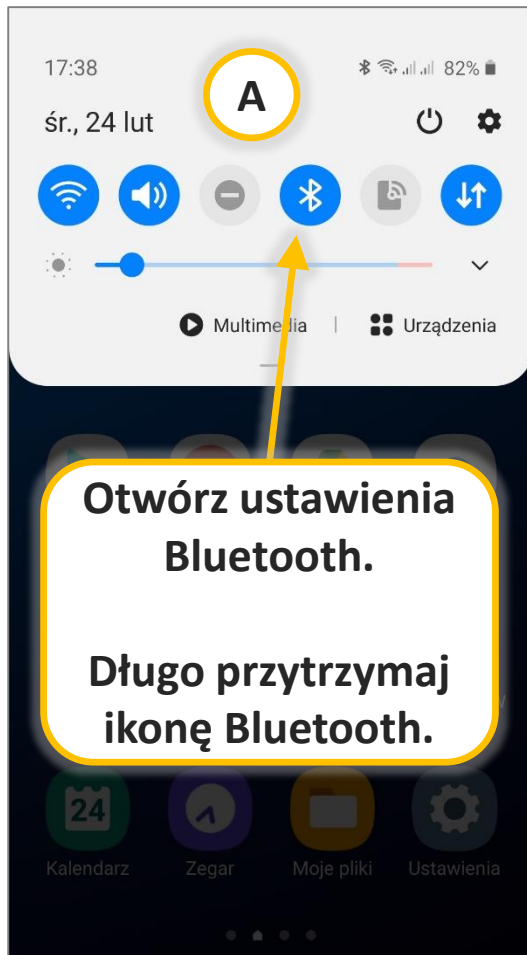 17:38
82%
A
śr., 24 lut
Multimedia | Urządzenia
Otwórz ustawienia
Bluetooth.
Długo przytrzymaj
ikonę Bluetooth.
24
Kalendarz Zegar Moje pliki Ustawienia